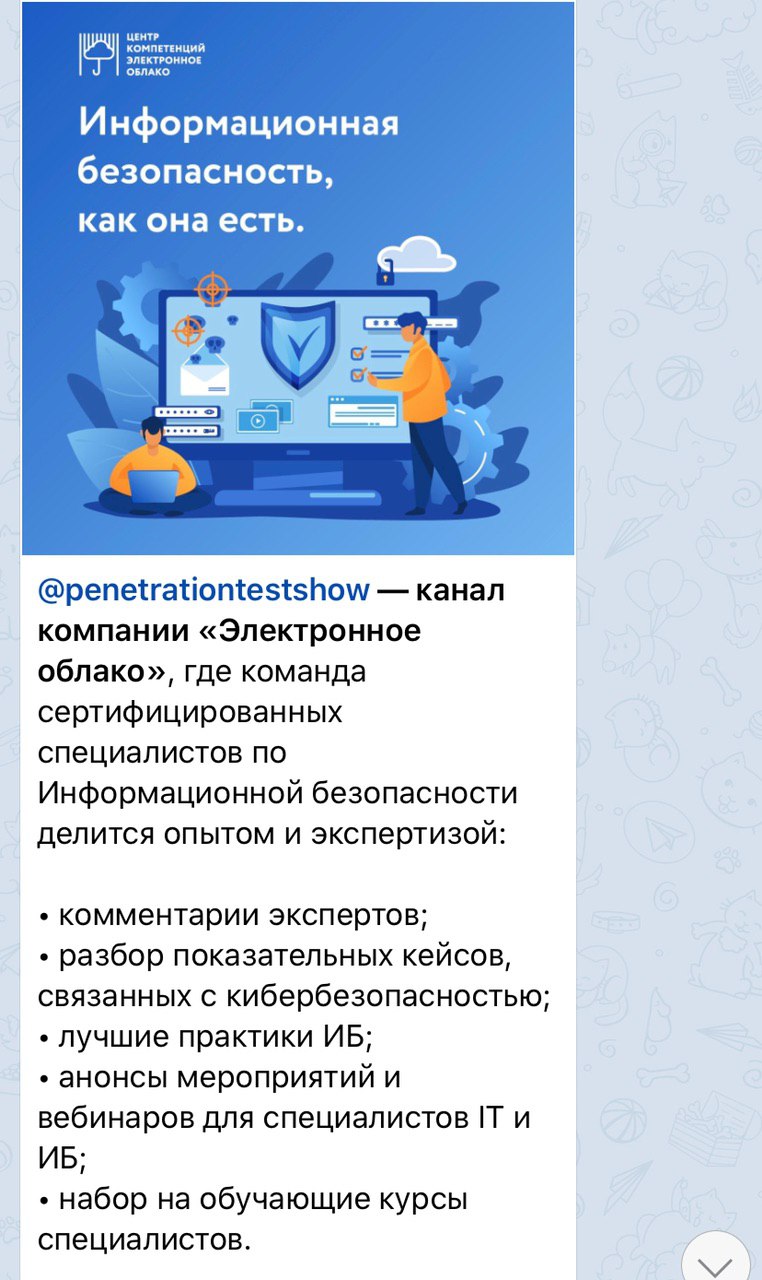 ЦЕНТР
КОМПЕТЕНЦИЙ
ЭЛЕКТРОННОЕ
ОБЛАКО
Информационная
безопасность,
как она есть.
@penetrationtestshow — канал
компании «Электронное
облако», где команда
сертифицированных
специалистов по
Информационной безопасности
делится опытом и экспертизой:
• комментарии экспертов;
• разбор показательных кейсов,
связанных с кибербезопасностью;
• лучшие практики ИБ;
• анонсы мероприятий и
вебинаров для специалистов IT и
ИБ;
• набор на обучающие курсы
специалистов.